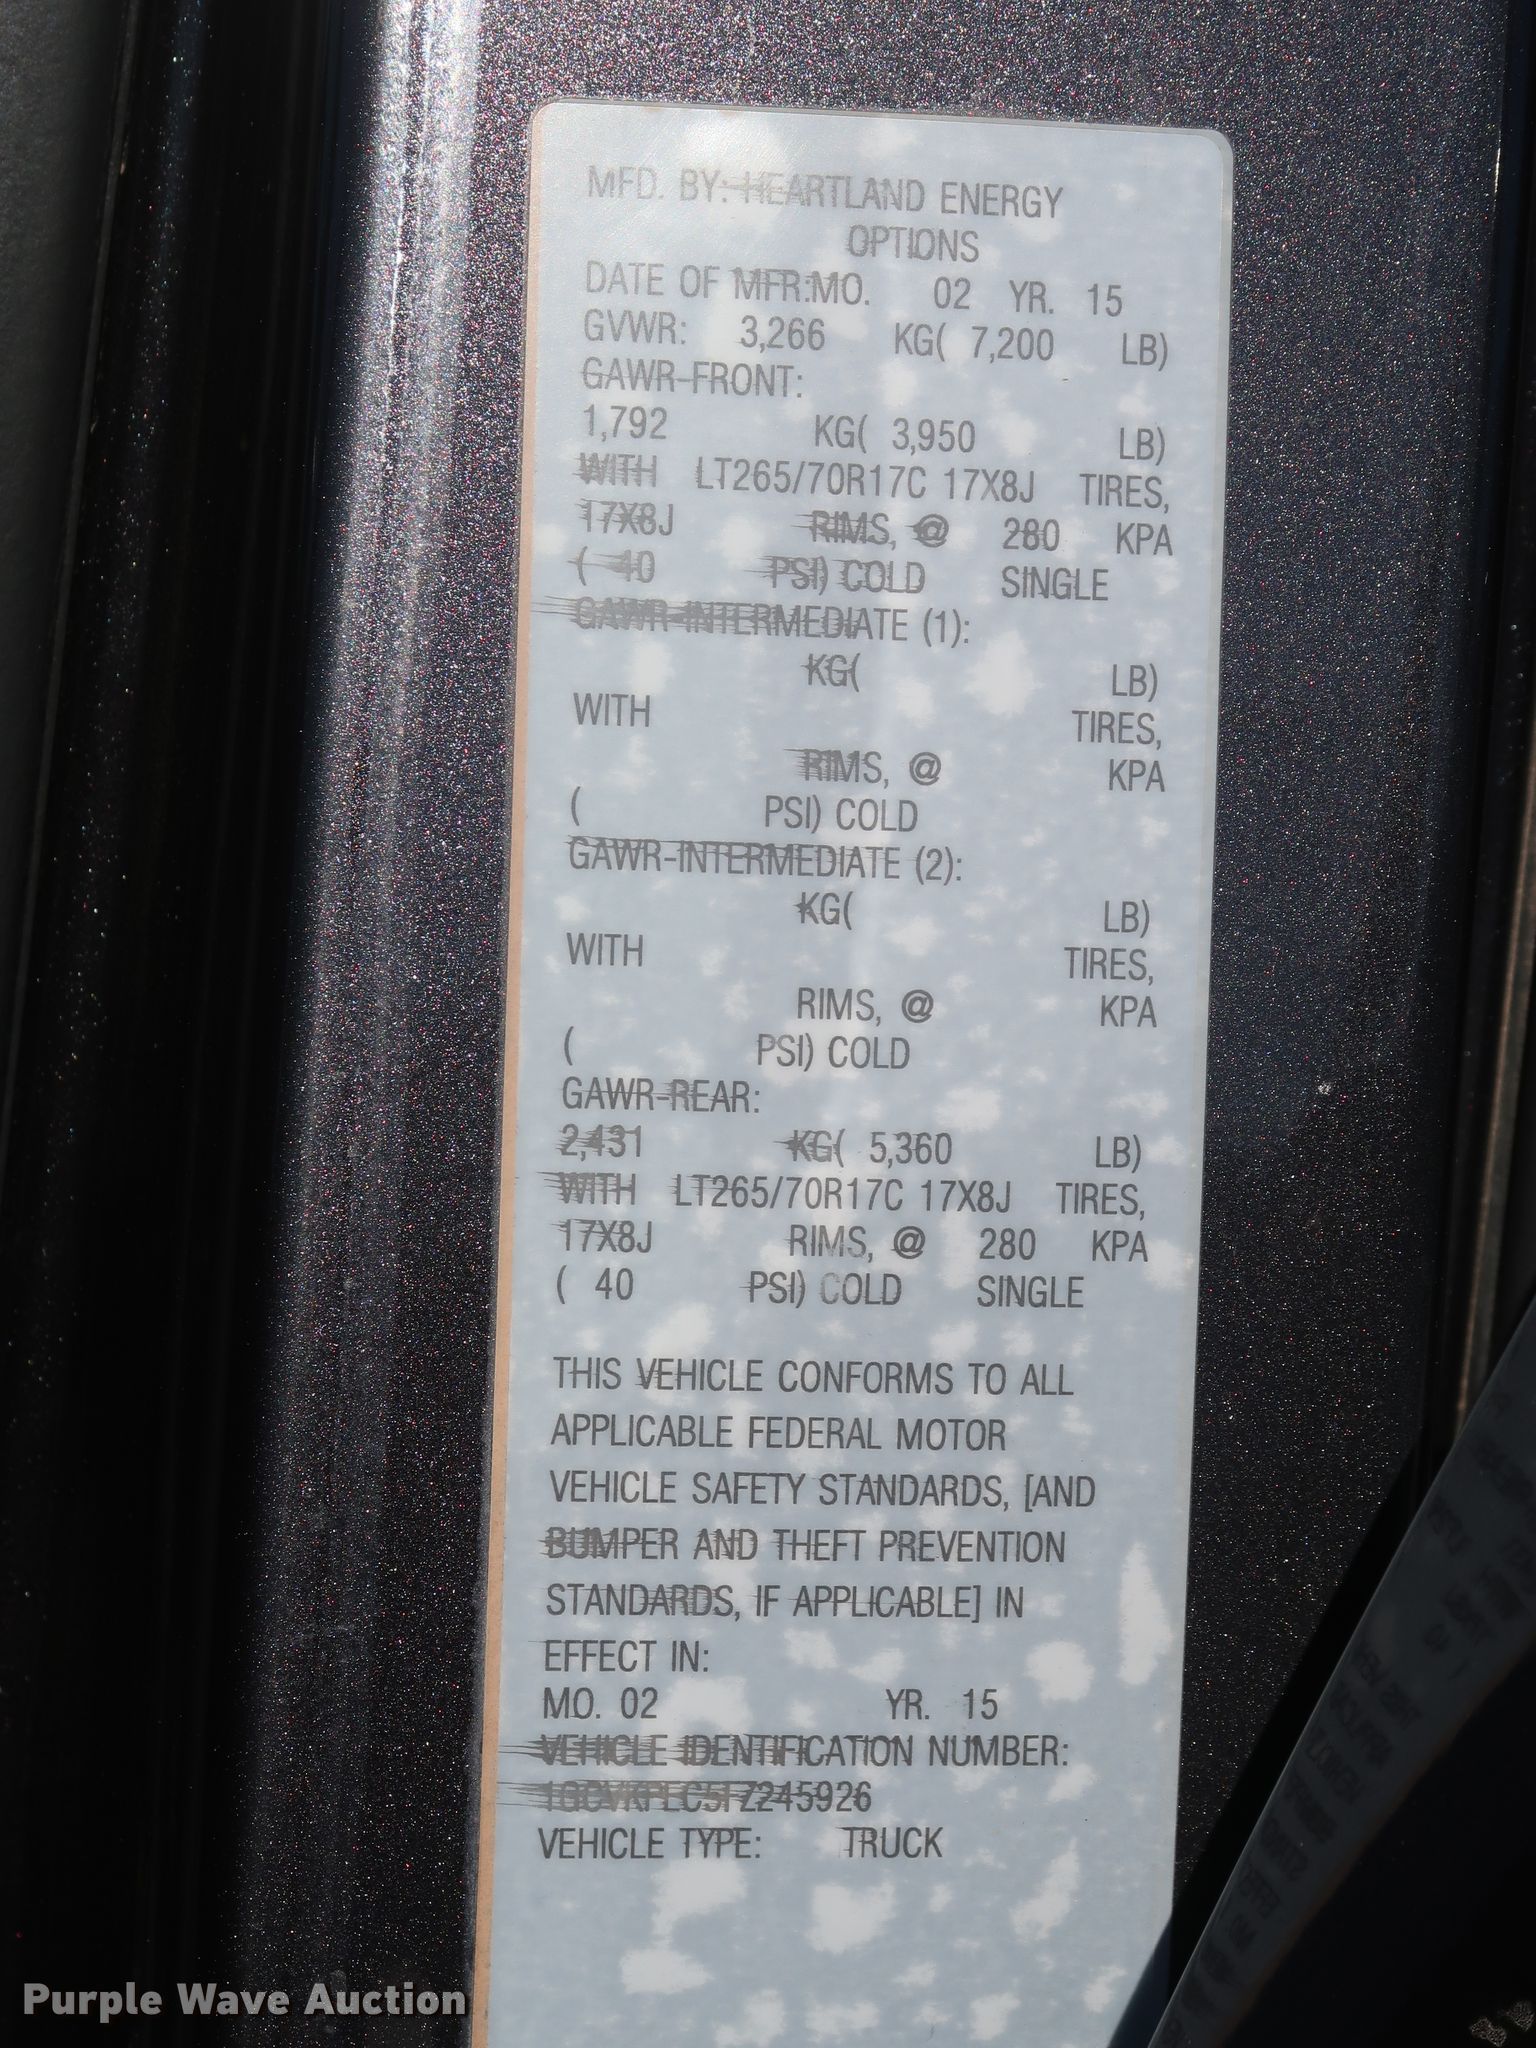 MFD. BY: HEARTLAND ENERGY
OPTIONS
DATE OF MFR:MO. 02 YR. 15
GVWR: 3,266 KG( 7,200 LB)
GAWR-FRONT:
1,792 KG( 3,950 LB)
WITH LT265/70R17C 17X8J TIRES,
17X8J RIMS, @ 280 KPA
( 40 PSI) COLD SINGLE
GAWR-INTERMEDIATE (1):
KG( LB)
WITH TIRES,
RIMS, @ KPA
( PSI) COLD
GAWR-INTERMEDIATE (2):
KG( LB)
WITH TIRES,
RIMS, @ KPA
( PSI) COLD
GAWR-REAR:
2,431 KG( 5,360 LB)
WITH LT265/70R17C 17X8J TIRES,
17X8J RIMS, @ 280 KPA
( 40 PSI) COLD SINGLE
THIS VEHICLE CONFORMS TO ALL
APPLICABLE FEDERAL MOTOR
VEHICLE SAFETY STANDARDS, [AND
BUMPER AND THEFT PREVENTION
STANDARDS, IF APPLICABLE] IN
EFFECT IN:
MO. 02 YR. 15
VEHICLE IDENTIFICATION NUMBER:
VEHICLE TYPE: TRUCK
Purple Wave Auction